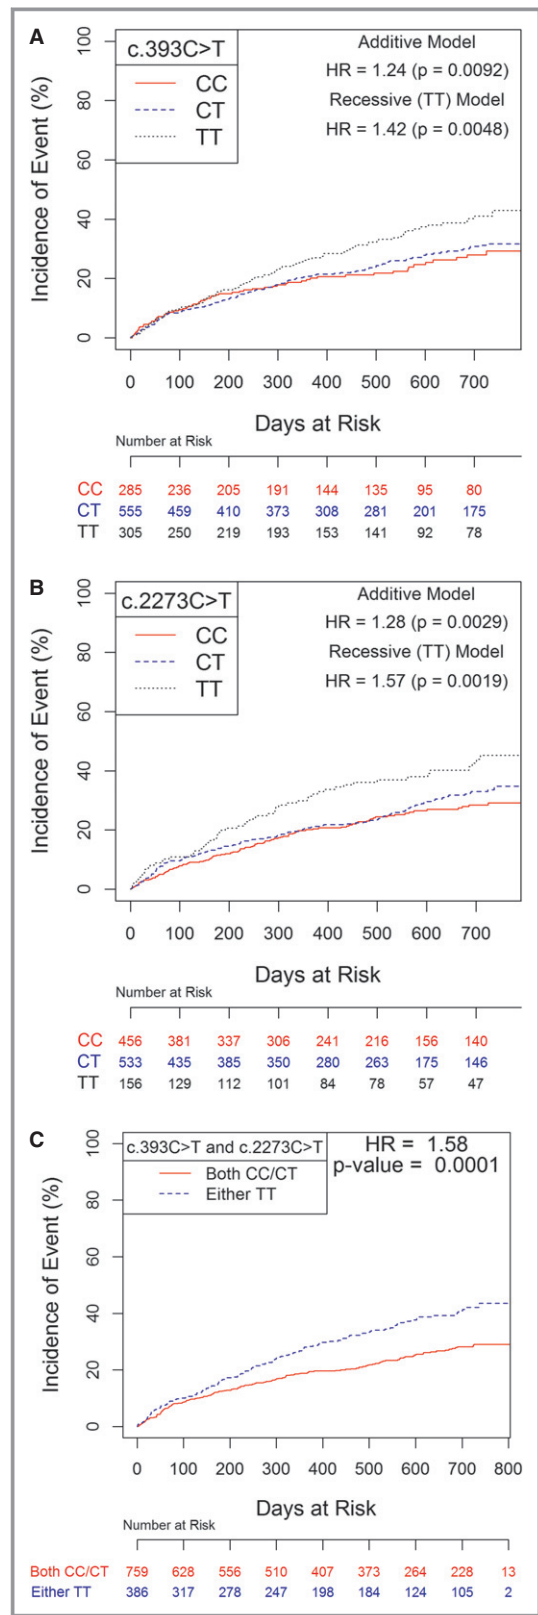 A
c.393C>T
CC
CT
TT
Additive Model
HR = 1.24 (p = 0.0092)
Recessive (TT) Model
HR = 1.42 (p = 0.0048)
Incidence of Event (%)
100
80
60
40
20
0
0 100 200 300 400 500 600 700
Days at Risk
Number at Risk
CC 285 236 205 191 144 135 95 80
CT 555 459 410 373 308 281 201 175
TT 305 250 219 193 153 141 92 78
B
c.2273C>T
CC
CT
TT
Additive Model
HR = 1.28 (p = 0.0029)
Recessive (TT) Model
HR = 1.57 (p = 0.0019)
Incidence of Event (%)
100
80
60
40
20
0
0 100 200 300 400 500 600 700
Days at Risk
Number at Risk
CC 456 381 337 306 241 216 156 140
CT 533 435 385 350 280 263 175 146
TT 156 129 112 101 84 78 57 47
C
c.393C>T and c.2273C>T
Both CC/CT
Either TT
HR = 1.58
p-value = 0.0001
Incidence of Event (%)
100
80
60
40
20
0
0 100 200 300 400 500 600 700 800
Days at Risk
Number at Risk
Both CC/CT 759 628 556 510 407 373 264 228 13
Either TT 386 317 278 247 198 184 124 105 2